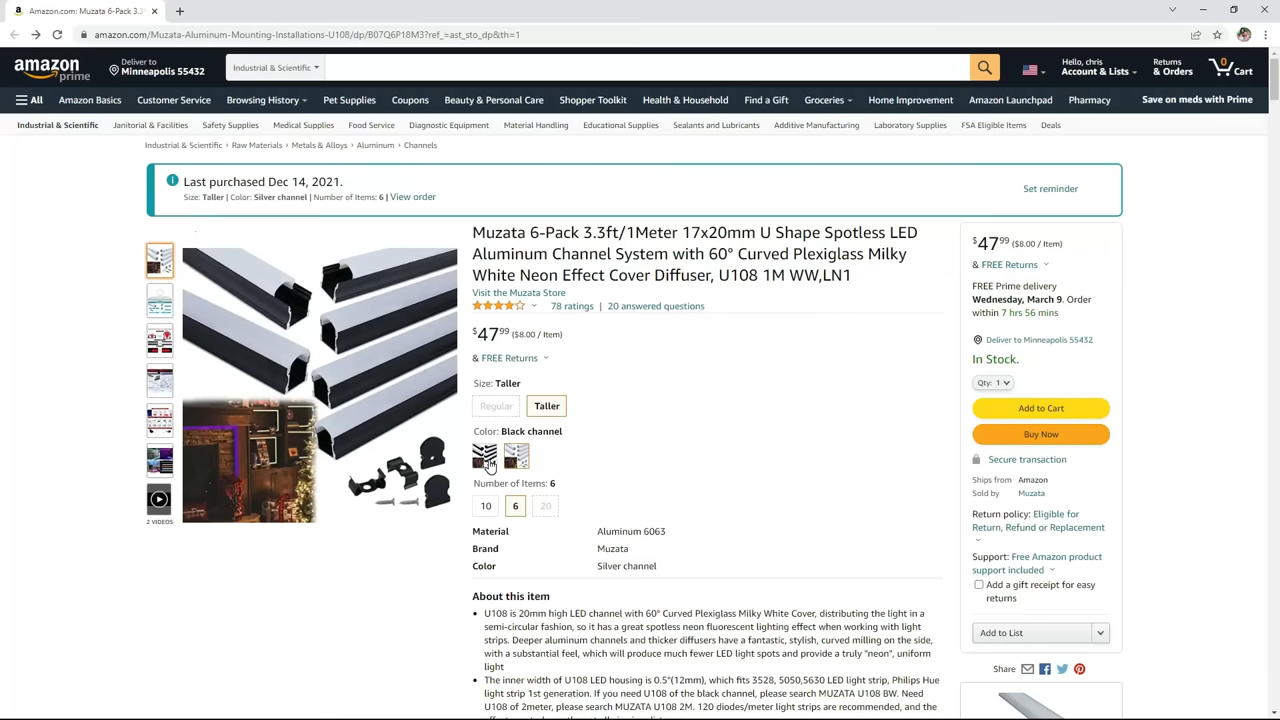 Amazon.com: Muzata 6-Pack 3.3f
amazon.com/Muzata-Aluminum-Mounting-Installations-U108/dp/B07Q6P18M3?ref_=ast_sto_dp&th=1
amazon prime
Deliver to
Minneapolis 55432
Industrial & Scientific
Hello, chris
Account & Lists
Returns
& Orders
0
Cart
All
Amazon Basics
Customer Service
Browsing History
Pet Supplies
Coupons
Beauty & Personal Care
Shopper Toolkit
Health & Household
Find a Gift
Groceries
Home Improvement
Amazon Launchpad
Pharmacy
Save on meds with Prime
Industrial & Scientific
Janitorial & Facilities
Safety Supplies
Medical Supplies
Food Service
Diagnostic Equipment
Material Handling
Educational Supplies
Sealants and Lubricants
Additive Manufacturing
Laboratory Supplies
FSA Eligible Items
Deals
Industrial & Scientific › Raw Materials › Metals & Alloys › Aluminum › Channels
Last purchased Dec 14, 2021.
Size: Taller | Color: Silver channel | Number of Items: 6 | View order
Set reminder
2 VIDEOS
Muzata 6-Pack 3.3ft/1Meter 17x20mm U Shape Spotless LED
Aluminum Channel System with 60° Curved Plexiglass Milky
White Neon Effect Cover Diffuser, U108 1M WW,LN1
Visit the Muzata Store
78 ratings | 20 answered questions
$47⁹⁹ ($8.00 / Item)
& FREE Returns
Size: Taller
Regular
Taller
Color: Black channel
Number of Items: 6
10
6
20
Material Aluminum 6063
Brand Muzata
Color Silver channel
About this item
• U108 is 20mm high LED channel with 60° Curved Plexiglass Milky White Cover, distributing the light in a
semi-circular fashion, so it has a great spotless neon fluorescent lighting effect when working with light
strips. Deeper aluminum channels and thicker diffusers have a fantastic, stylish, curved milling on the side,
with a substantial feel, which will produce much fewer LED light spots and provide a truly "neon", uniform
light
• The inner width of U108 LED housing is 0.5"(12mm), which fits 3528, 5050,5630 LED light strip, Philips Hue
light strip 1st generation. If you need U108 of the black channel, please search MUZATA U108 BW. Need
U108 of 2meter, please search MUZATA U108 2M. 120 diodes/meter light strips are recommended, and the
$47⁹⁹ ($8.00 / Item)
& FREE Returns
FREE Prime delivery
Wednesday, March 9. Order
within 7 hrs 56 mins
Deliver to Minneapolis 55432
In Stock.
Qty: 1
Add to Cart
Buy Now
Secure transaction
Ships from Amazon
Sold by Muzata
Return policy: Eligible for
Return, Refund or Replacement
Support: Free Amazon product
support included
Add a gift receipt for easy
returns
Add to List
Share